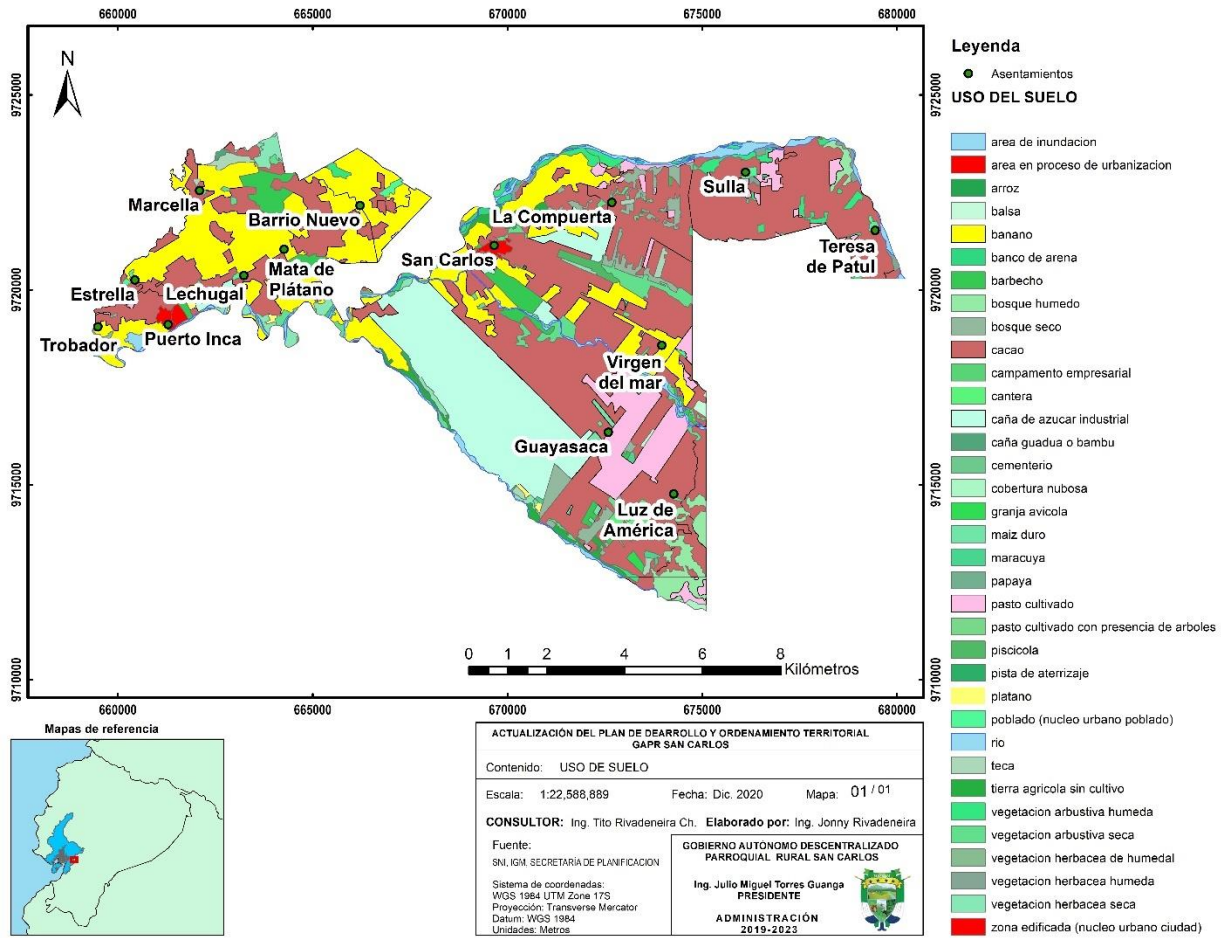 660000 665000 670000 675000 680000
9725000
9720000
9715000
9710000
9725000
9720000
9715000
9710000
N
Marcella
Barrio Nuevo
La Compuerta
Sulla
San Carlos
Teresa
de Patul
Estrella
Lechugal
Mata de
Plátano
Trobador
Puerto Inca
Virgen
del mar
Guayasaca
Luz de
América
0 1 2 4 6 8
Kilómetros
660000 665000 670000 675000 680000
Leyenda
Asentamientos
USO DEL SUELO
area de inundacion
area en proceso de urbanizacion
arroz
balsa
banano
banco de arena
barbecho
bosque humedo
bosque seco
cacao
campamento empresarial
cantera
caña de azucar industrial
caña guadua o bambu
cementerio
cobertura nubosa
granja avicola
maiz duro
maracuya
papaya
pasto cultivado
pasto cultivado con presencia de arboles
piscicola
pista de aterrizaje
platano
poblado (nucleo urbano poblado)
rio
teca
tierra agricola sin cultivo
vegetacion arbustiva humeda
vegetacion arbustiva seca
vegetacion herbacea de humedal
vegetacion herbacea humeda
vegetacion herbacea seca
zona edificada (nucleo urbano ciudad)
Mapas de referencia
ACTUALIZACIÓN DEL PLAN DE DEARROLLO Y ORDENAMIENTO TERRITORIAL
GAPR SAN CARLOS
Contenido: USO DE SUELO
Escala: 1:22,588,889 Fecha: Dic. 2020 Mapa: 01 / 01
CONSULTOR: Ing. Tito Rivadeneira Ch. Elaborado por: Ing. Jonny Rivadeneira
Fuente:
SNI, IGM, SECRETARÍA DE PLANIFICACION
Sistema de coordenadas:
WGS 1984 UTM Zone 17S
Proyección: Transverse Mercator
Datum: WGS 1984
Unidades: Metros
GOBIERNO AUTÓNOMO DESCENTRALIZADO
PARROQUIAL RURAL SAN CARLOS
Ing. Julio Miguel Torres Guanga
PRESIDENTE
ADMINISTRACIÓN
2019-2023